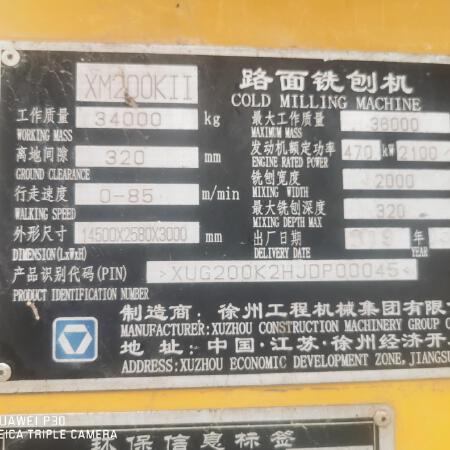 XM200KII 路面铣刨机
COLD MILLING MACHINE
工作质量 34000 kg 最大工作质量 36000
WORKING MASS MAXIMUM MASS
离地间隙 320 mm 发动机额定功率 470 kW 2100
GROUND CLEARANCE ENGINE RATED POWER
行走速度 0-85 m/min 铣刨宽度 2000
WALKING SPEED MIXING WIDTH
外形尺寸 14500X2580X3000 mm 最大铣刨深度 320
DIMENSION(LxWxH) MIXING DEPTH MAX
产品识别代码(PIN) >XUG200K2HJDP00045< 出厂日期 年
PRODUCT IDENTIFICATION NUMBER DELIVERY DATE YEAR
制造商: 徐州工程机械集团有限
MANUFACTURER: XUZHOU CONSTRUCTION MACHINERY GROUP
地址: 中国·江苏·徐州经济开
ADDRESS: XUZHOU ECONOMIC DEVELOPMENT ZONE, JIANGSU
HUAWEI P30
LEICA TRIPLE CAMERA
环保信息标签